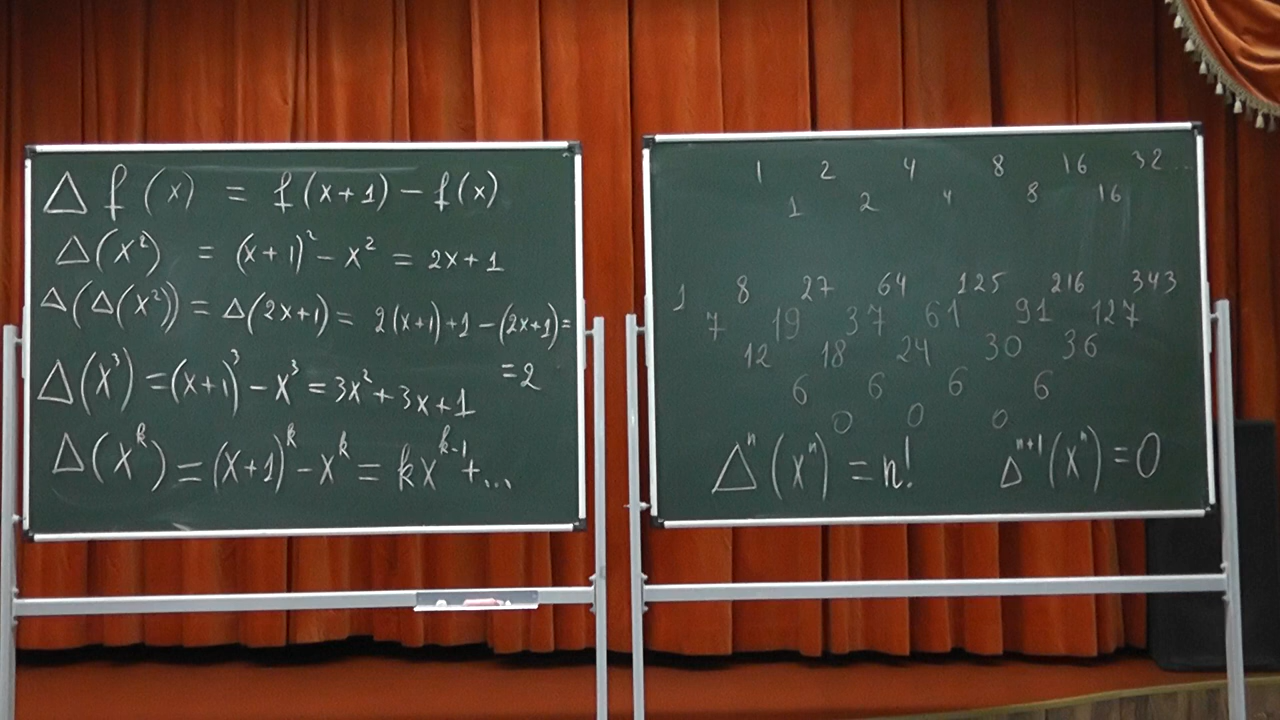 Δ f (x) = f(x+1) − f(x)
Δ(x²) = (x+1)² − x² = 2x+1
Δ(Δ(x²)) = Δ(2x+1) = 2(x+1)+1 − (2x+1) =
= 2
Δ(x³) = (x+1)³ − x³ = 3x² + 3x + 1
Δ(x^k) = (x+1)^k − x^k = kx^(k-1) + ...
1 2 4 8 16 32...
1 2 4 8 16
1 8 27 64 125 216 343
7 19 37 61 91 127
12 18 24 30 36
6 6 6 6
0 0 0
Δⁿ(xⁿ) = n! Δⁿ⁺¹(xⁿ) = 0